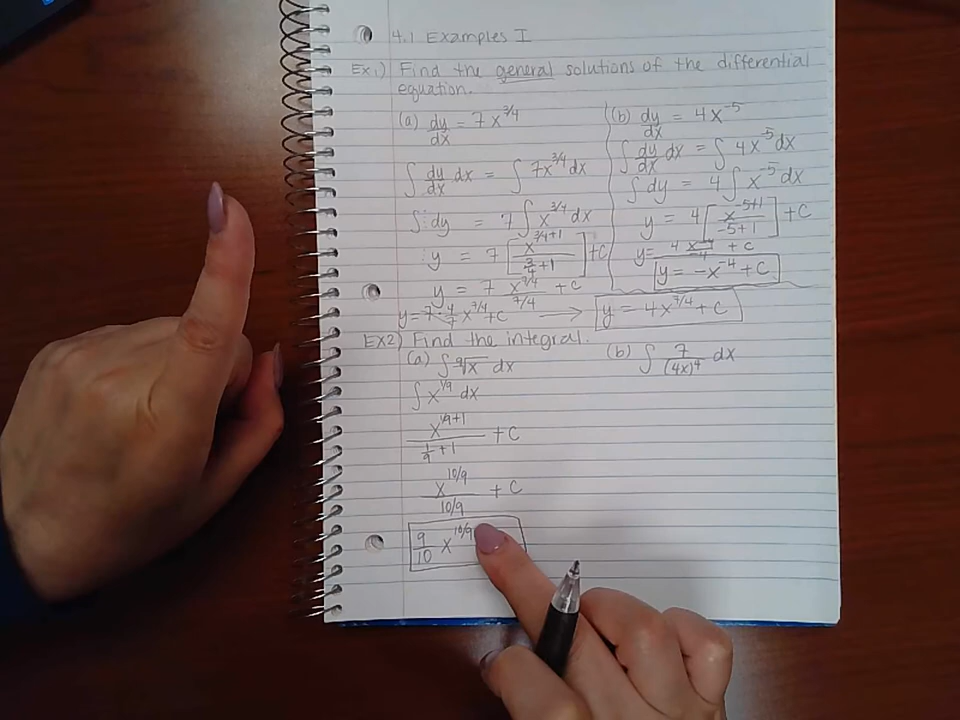 4.1 Examples I
Ex1) Find the general solutions of the differential
equation.
(a) dy/dx = 7x^3/4
∫ dy/dx dx = ∫ 7x^3/4 dx
∫ dy = 7 ∫ x^3/4 dx
y = 7 [x^3/4+1 / 3/4+1] + C
y = 7 x^7/4 / 7/4 + C
y = 7 · 4/7 x^7/4 + C → y = 4x^7/4 + C
(b) dy/dx = 4x^-5
∫ dy/dx dx = ∫ 4x^-5 dx
∫ dy = 4 ∫ x^-5 dx
y = 4 [x^-5+1 / -5+1] + C
y = 4 x^-4 / -4 + C
y = -x^-4 + C
Ex2) Find the integral.
(a) ∫ ⁹√x dx
∫ x^1/9 dx
x^1/9+1 / 1/9+1 + C
x^10/9 / 10/9 + C
9/10 x^10/9
(b) ∫ 7/(4x)^4 dx